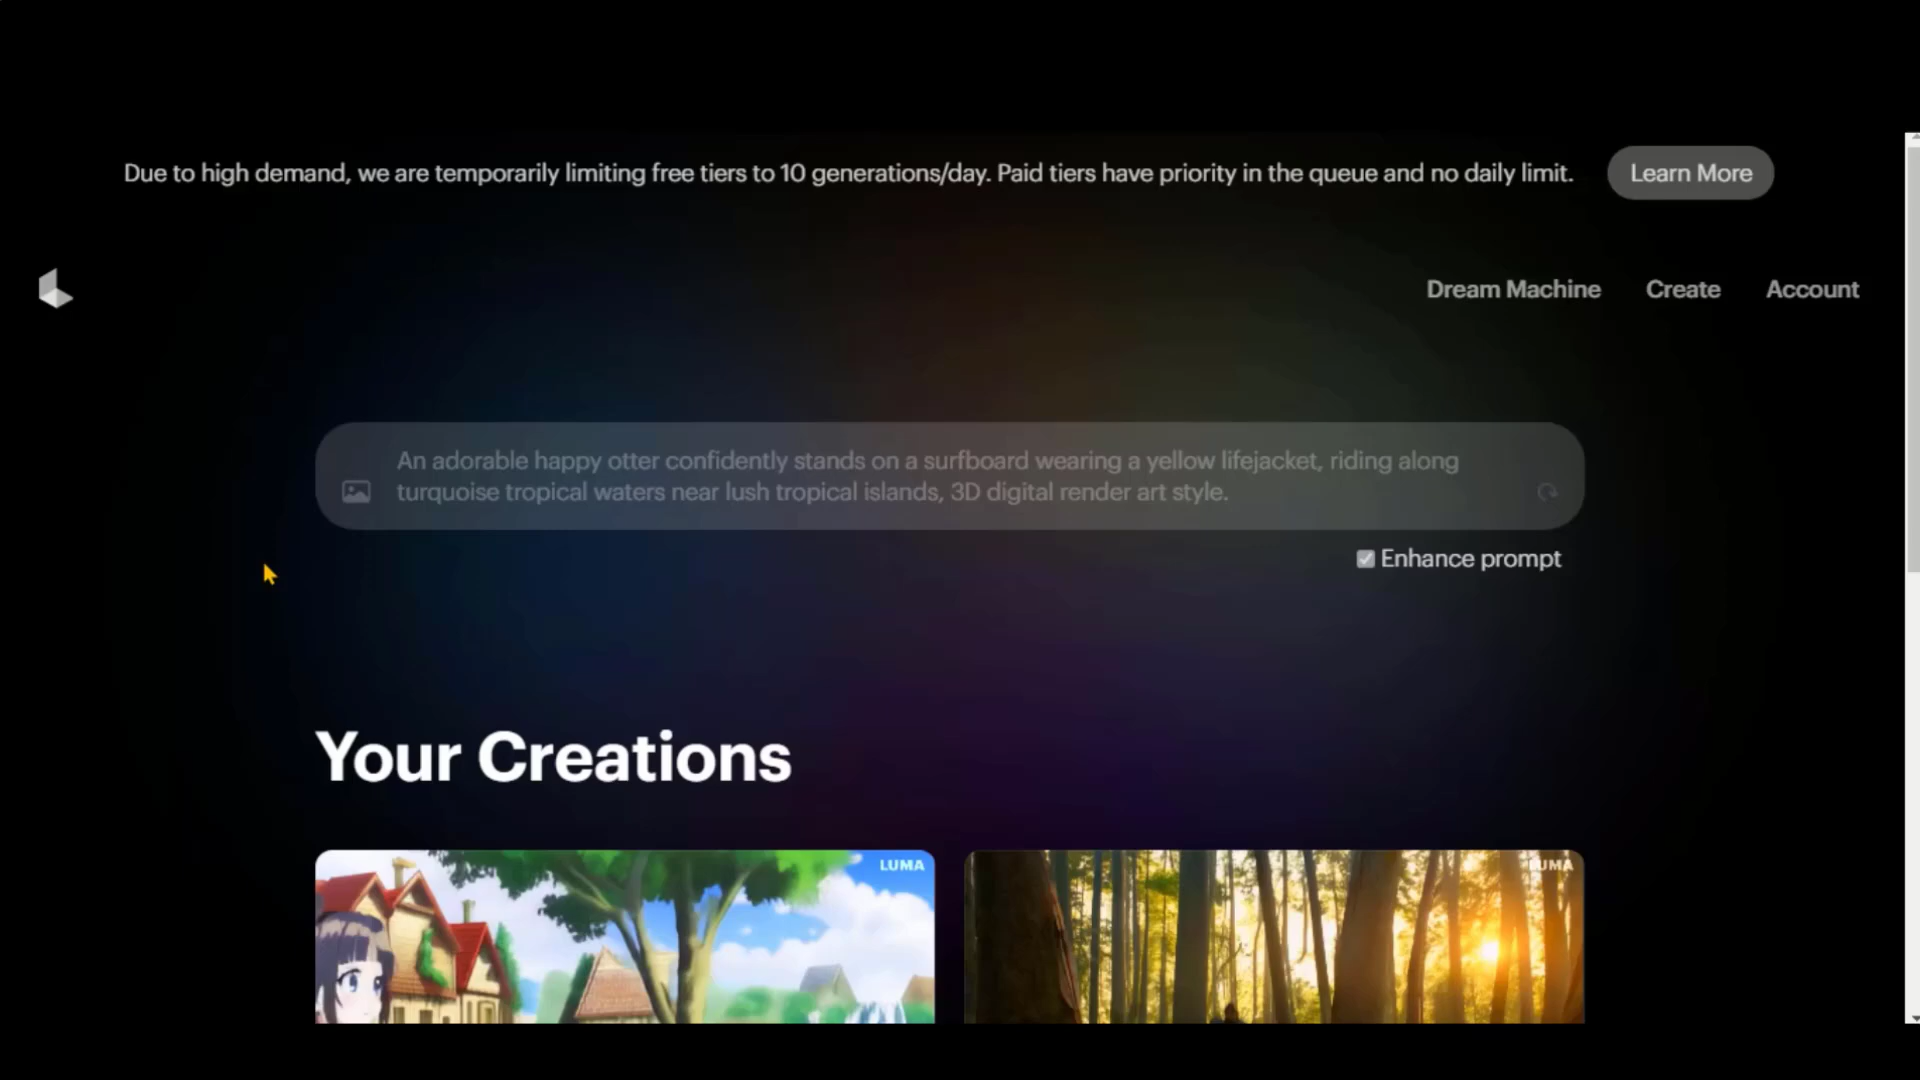 Due to high demand, we are temporarily limiting free tiers to 10 generations/day. Paid tiers have priority in the queue and no daily limit.
Learn More
Dream Machine
Create
Account
An adorable happy otter confidently stands on a surfboard wearing a yellow lifejacket, riding along
turquoise tropical waters near lush tropical islands, 3D digital render art style.
Enhance prompt
Your Creations
LUMA
LUMA